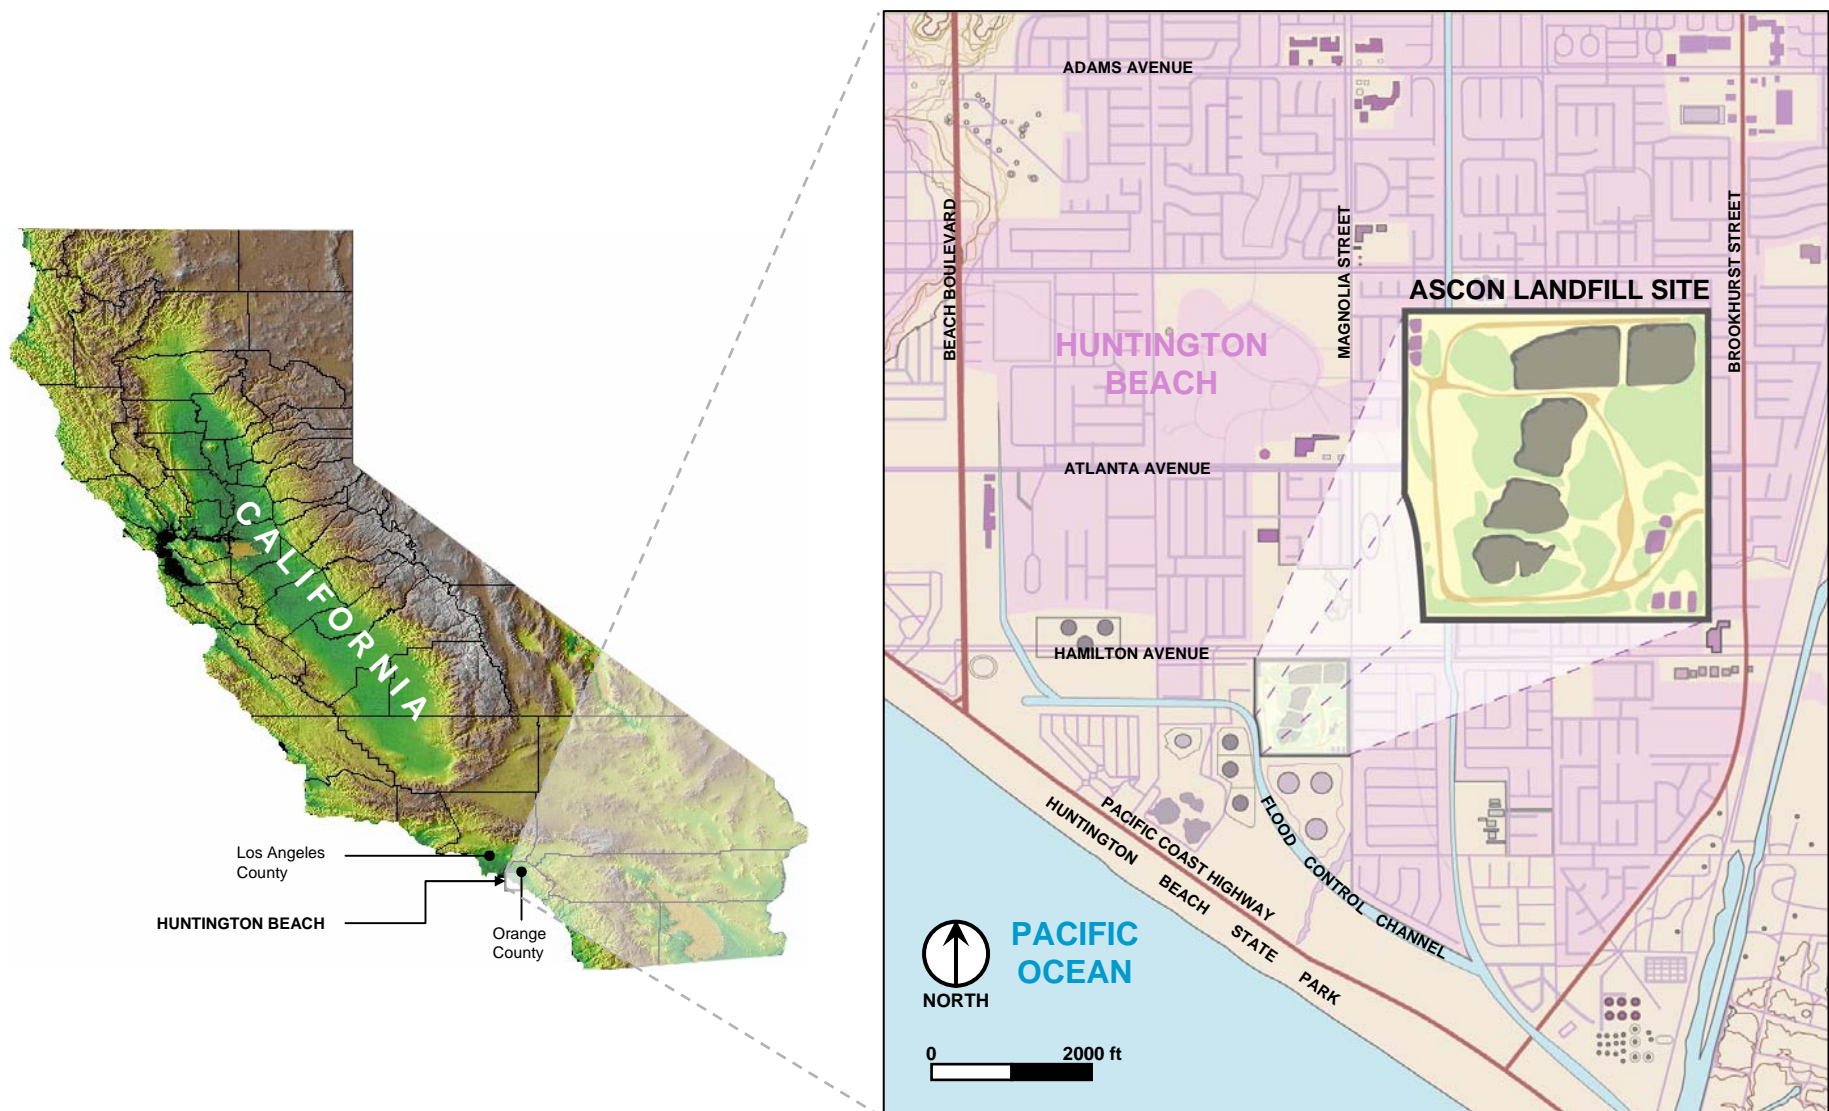 CALIFORNIA
Los Angeles
County
HUNTINGTON BEACH
Orange
County
ADAMS AVENUE
BEACH BOULEVARD
MAGNOLIA STREET
BROOKHURST STREET
ASCON LANDFILL SITE
HUNTINGTON
BEACH
ATLANTA AVENUE
HAMILTON AVENUE
PACIFIC COAST HIGHWAY
HUNTINGTON BEACH STATE PARK
FLOOD CONTROL CHANNEL
PACIFIC
OCEAN
NORTH
0 2000 ft